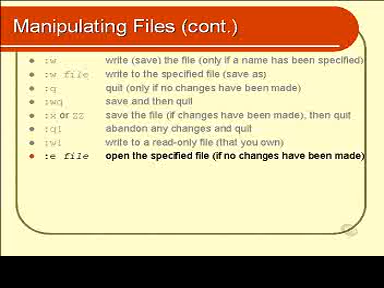 Manipulating Files (cont.)
:w write (save) the file (only if a name has been specified)
:w file write to the specified file (save as)
:q quit (only if no changes have been made)
:wq save and then quit
:x or ZZ save the file (if changes have been made), then quit
:q! abandon any changes and quit
:w! write to a read-only file (that you own)
:e file open the specified file (if no changes have been made)